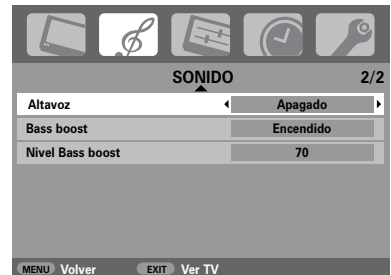 SONIDO 2/2
Altavoz Apagado
Bass boost Encendido
Nivel Bass boost 70
MENU Volver EXIT Ver TV